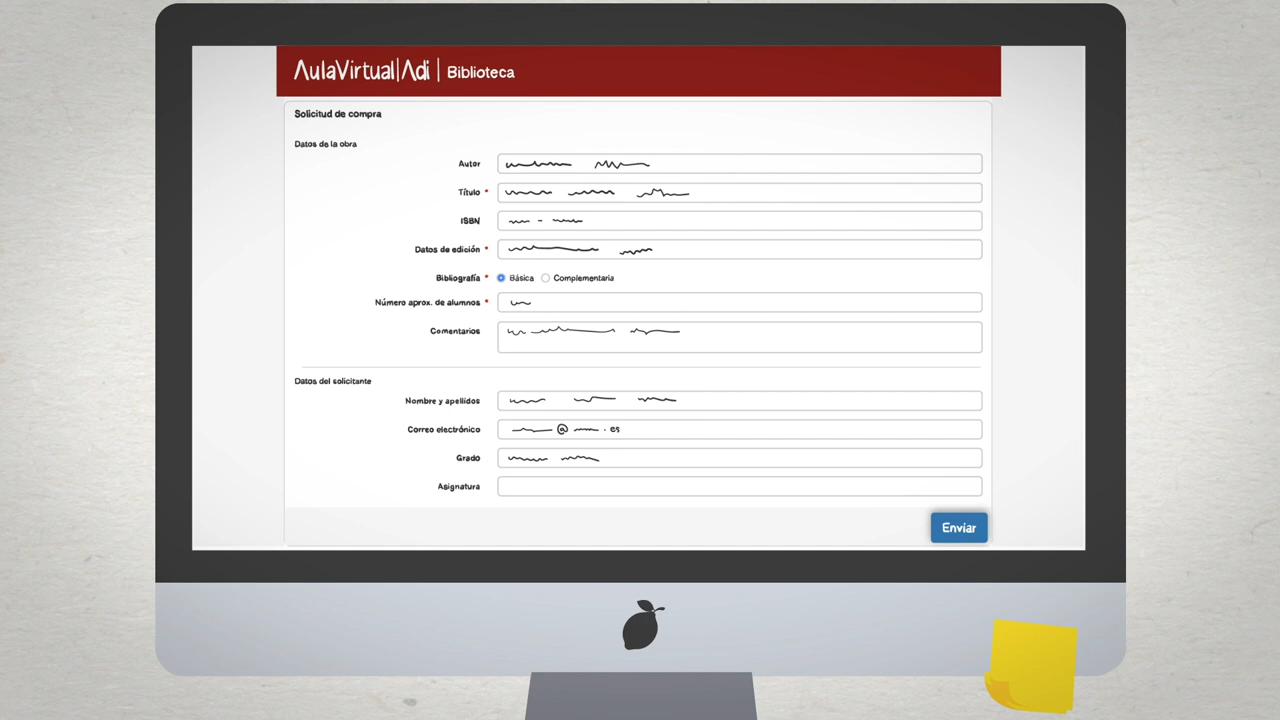 AulaVirtual|Adi | Biblioteca
Solicitud de compra
Datos de la obra
Autor
Título *
ISBN -
Datos de edición *
Bibliografía * Básica Complementaria
Número aprox. de alumnos *
Comentarios
Datos del solicitante
Nombre y apellidos
Correo electrónico @ . es
Grado
Asignatura
Enviar